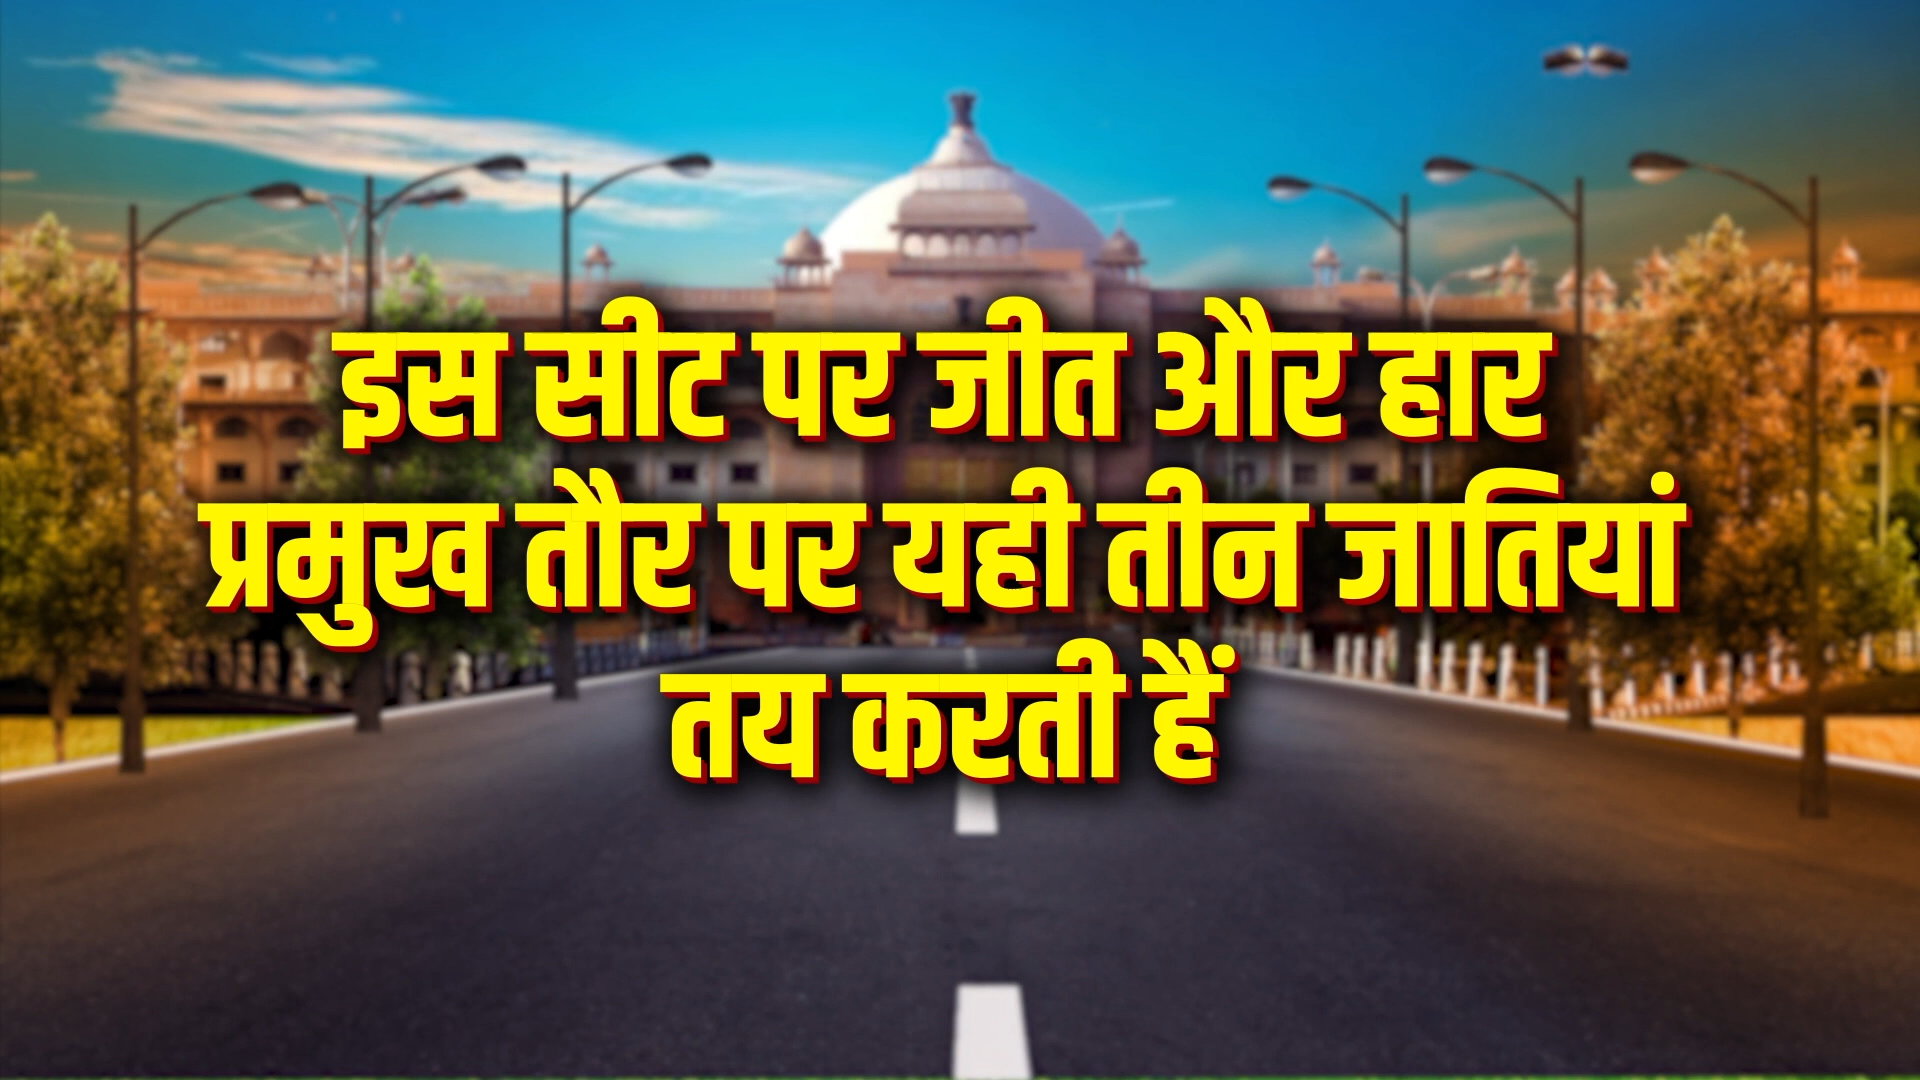 इस सीट पर जीत और हार
प्रमुख तौर पर यही तीन जातियां
तय करती हैं